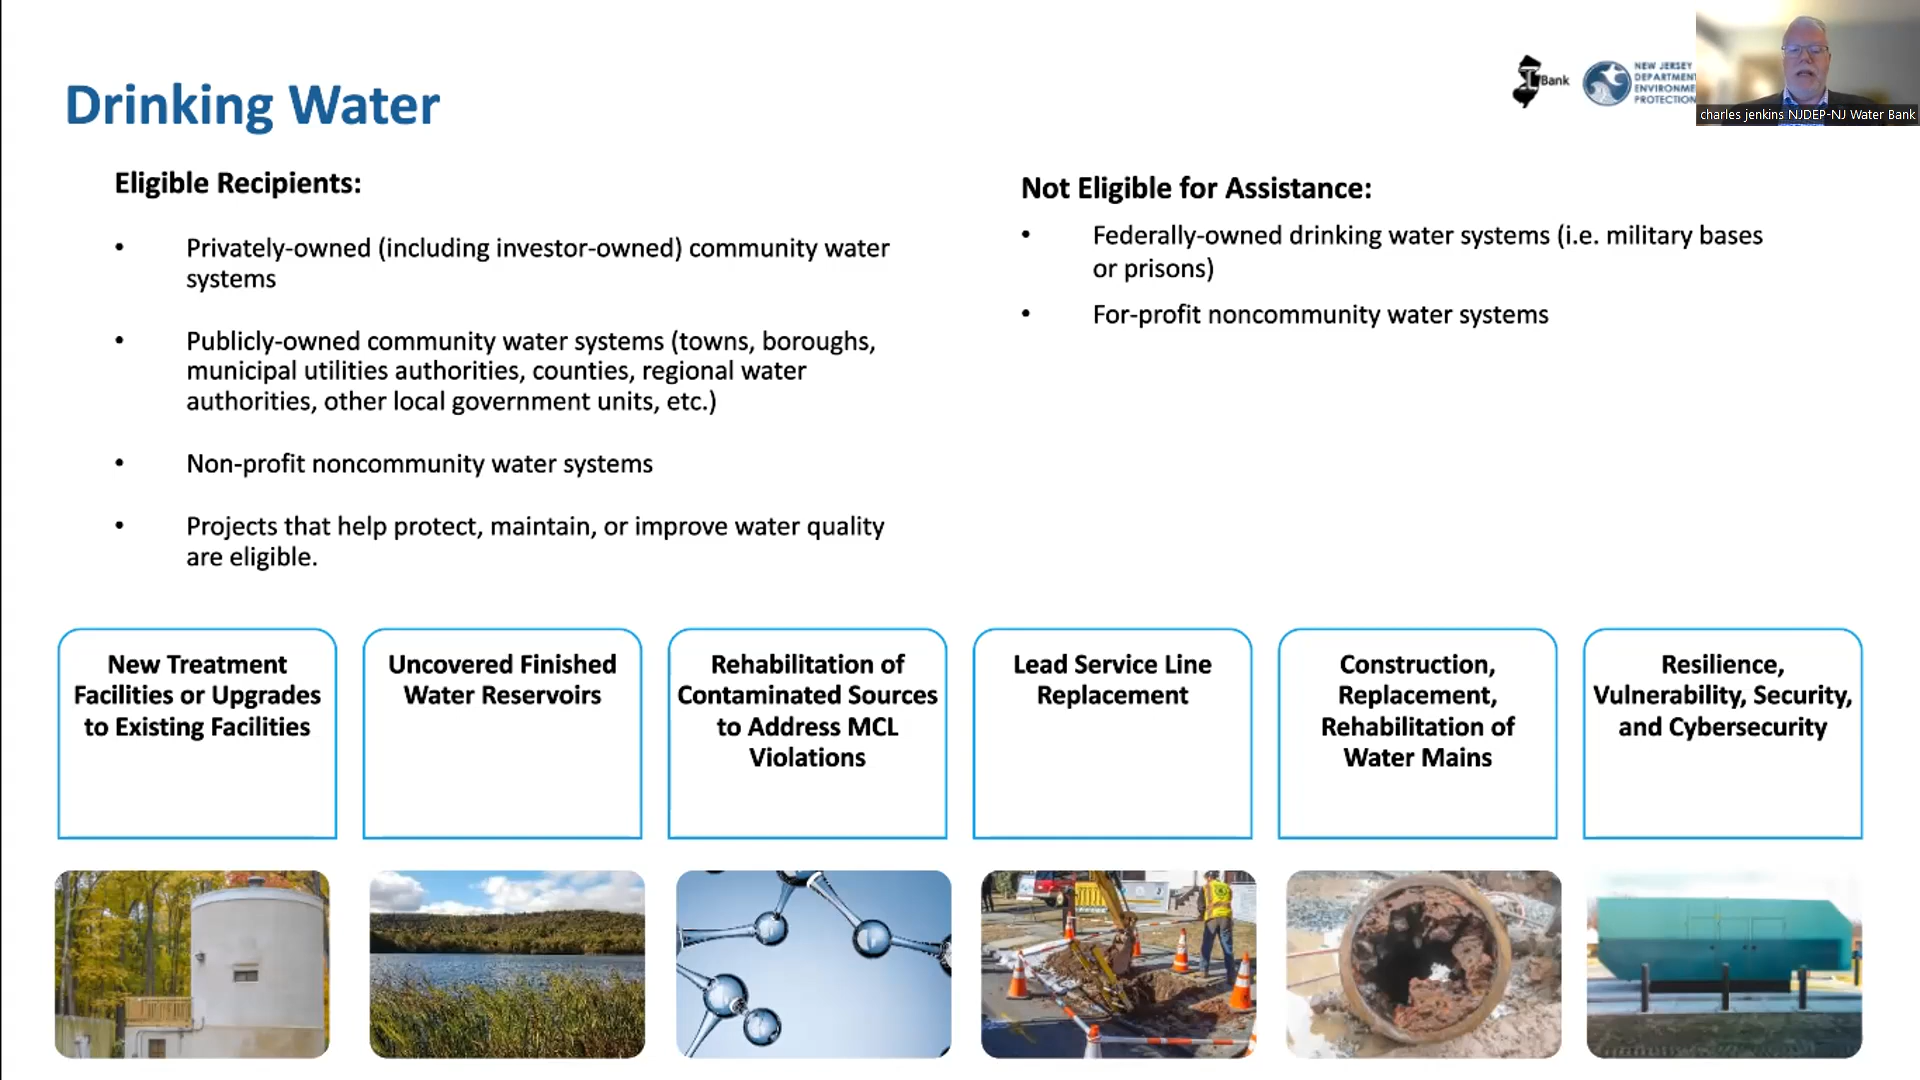 Drinking Water
Bank
NEW JERSEY
DEPARTMENT
ENVIRONME
PROTECTION
charles jenkins NJDEP-NJ Water Bank
Eligible Recipients:
• Privately-owned (including investor-owned) community water
systems
• Publicly-owned community water systems (towns, boroughs,
municipal utilities authorities, counties, regional water
authorities, other local government units, etc.)
• Non-profit noncommunity water systems
• Projects that help protect, maintain, or improve water quality
are eligible.
Not Eligible for Assistance:
• Federally-owned drinking water systems (i.e. military bases
or prisons)
• For-profit noncommunity water systems
New Treatment
Facilities or Upgrades
to Existing Facilities
Uncovered Finished
Water Reservoirs
Rehabilitation of
Contaminated Sources
to Address MCL
Violations
Lead Service Line
Replacement
Construction,
Replacement,
Rehabilitation of
Water Mains
Resilience,
Vulnerability, Security,
and Cybersecurity